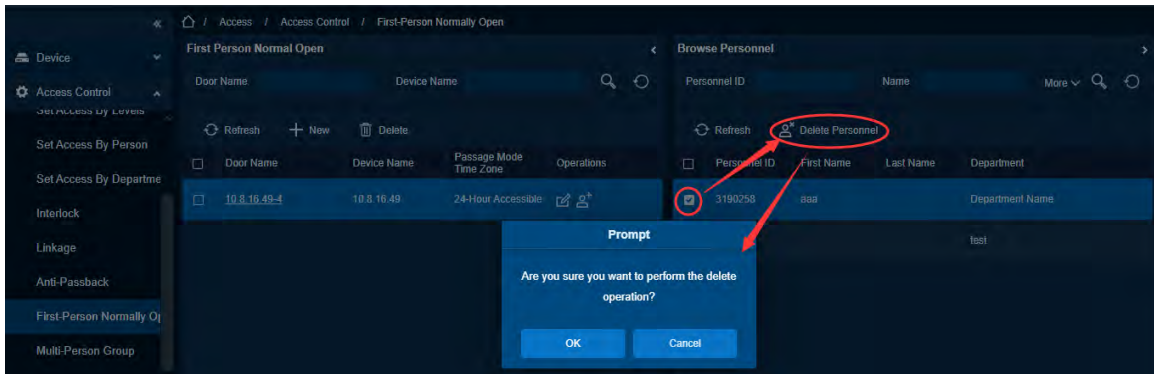 Access / Access Control / First-Person Normally Open
Device
Access Control
Set Access By Levels
Set Access By Person
Set Access By Departme
Interlock
Linkage
Anti-Passback
First-Person Normally Op
Multi-Person Group
First Person Normal Open
Door Name Device Name
Refresh New Delete
Door Name Device Name Passage Mode Time Zone Operations
10.8.16.49-4 10.8.16.49 24-Hour Accessible
Browse Personnel
Personnel ID Name More
Refresh Delete Personnel
Personnel ID First Name Last Name Department
3190258 aaa Department Name
test
Prompt
Are you sure you want to perform the delete
operation?
OK Cancel